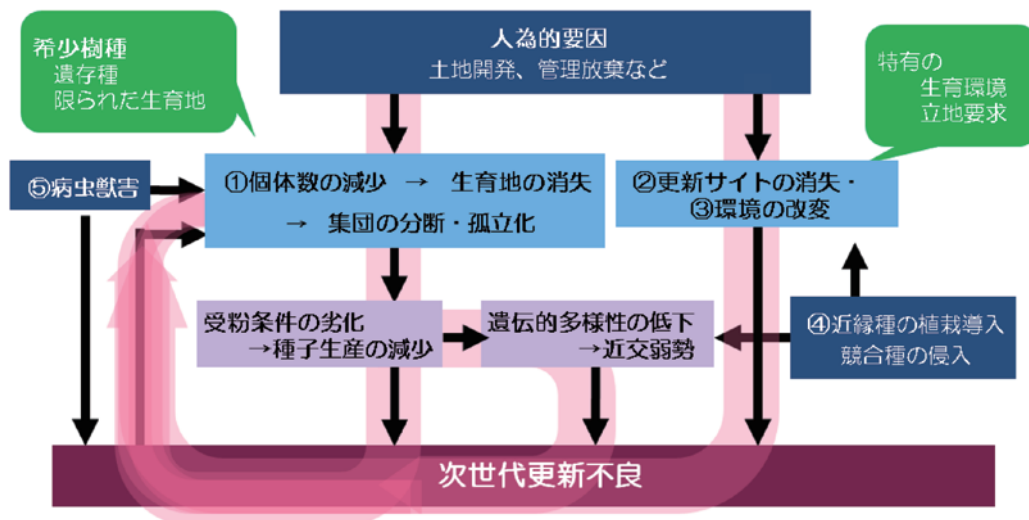 人為的要因
土地開発、管理放棄など
希少樹種
遺存種
限られた生育地
特有の
生育環境
立地要求
⑤病虫獣害
①個体数の減少 → 生育地の消失
→ 集団の分断・孤立化
②更新サイトの消失・
③環境の改変
受粉条件の劣化
→種子生産の減少
遺伝的多様性の低下
→近交弱勢
④近縁種の植栽導入
競合種の侵入
次世代更新不良